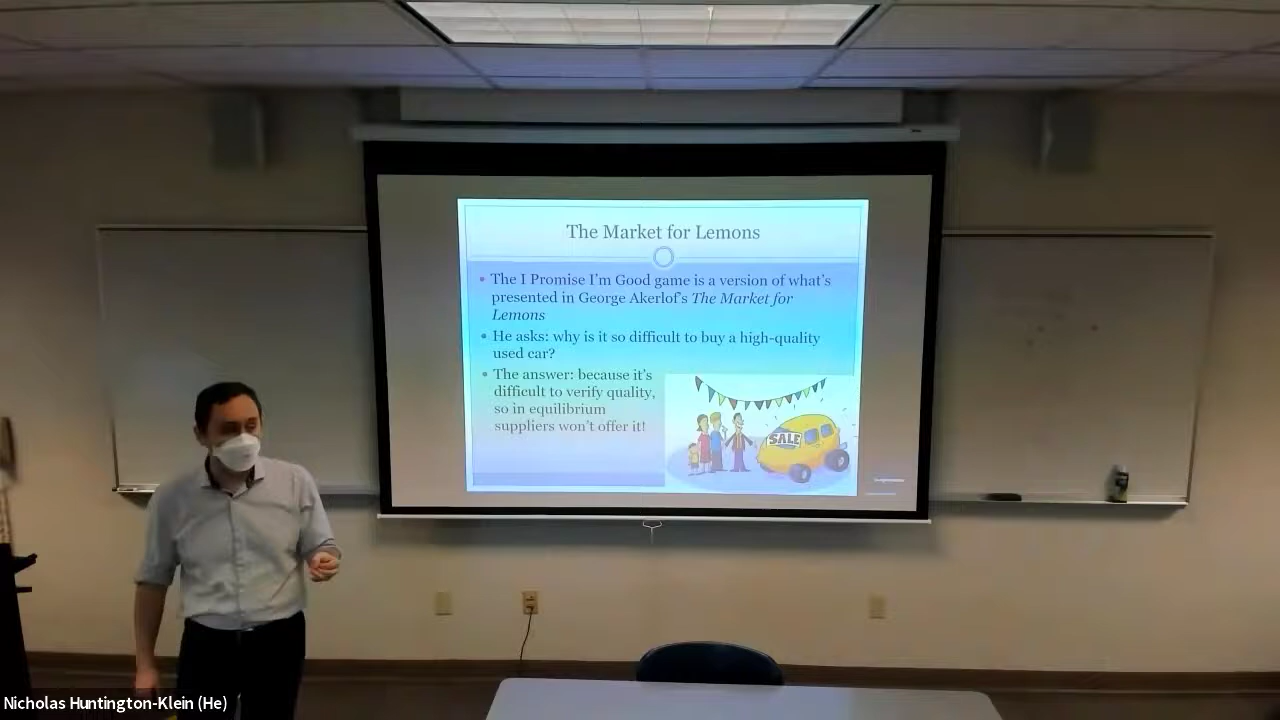 The Market for Lemons
• The I Promise I'm Good game is a version of what's
presented in George Akerlof's The Market for
Lemons
• He asks: why is it so difficult to buy a high-quality
used car?
• The answer: because it's
difficult to verify quality,
so in equilibrium
suppliers won't offer it!
SALE
Nicholas Huntington-Klein (He)